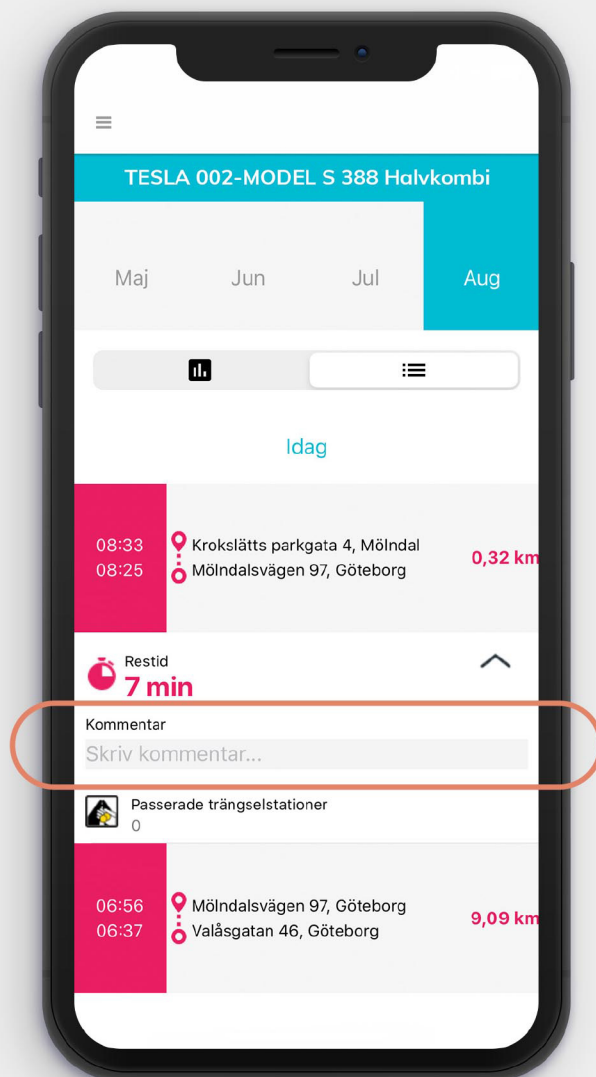 TESLA 002-MODEL S 388 Halvkombi
Maj Jun Jul Aug
Idag
08:33 Krokslätts parkgata 4, Mölndal
08:25 Mölndalsvägen 97, Göteborg
0,32 km
Restid
7 min
Kommentar
Skriv kommentar...
Passerade trängselstationer
0
06:56 Mölndalsvägen 97, Göteborg
06:37 Valåsgatan 46, Göteborg
9,09 km